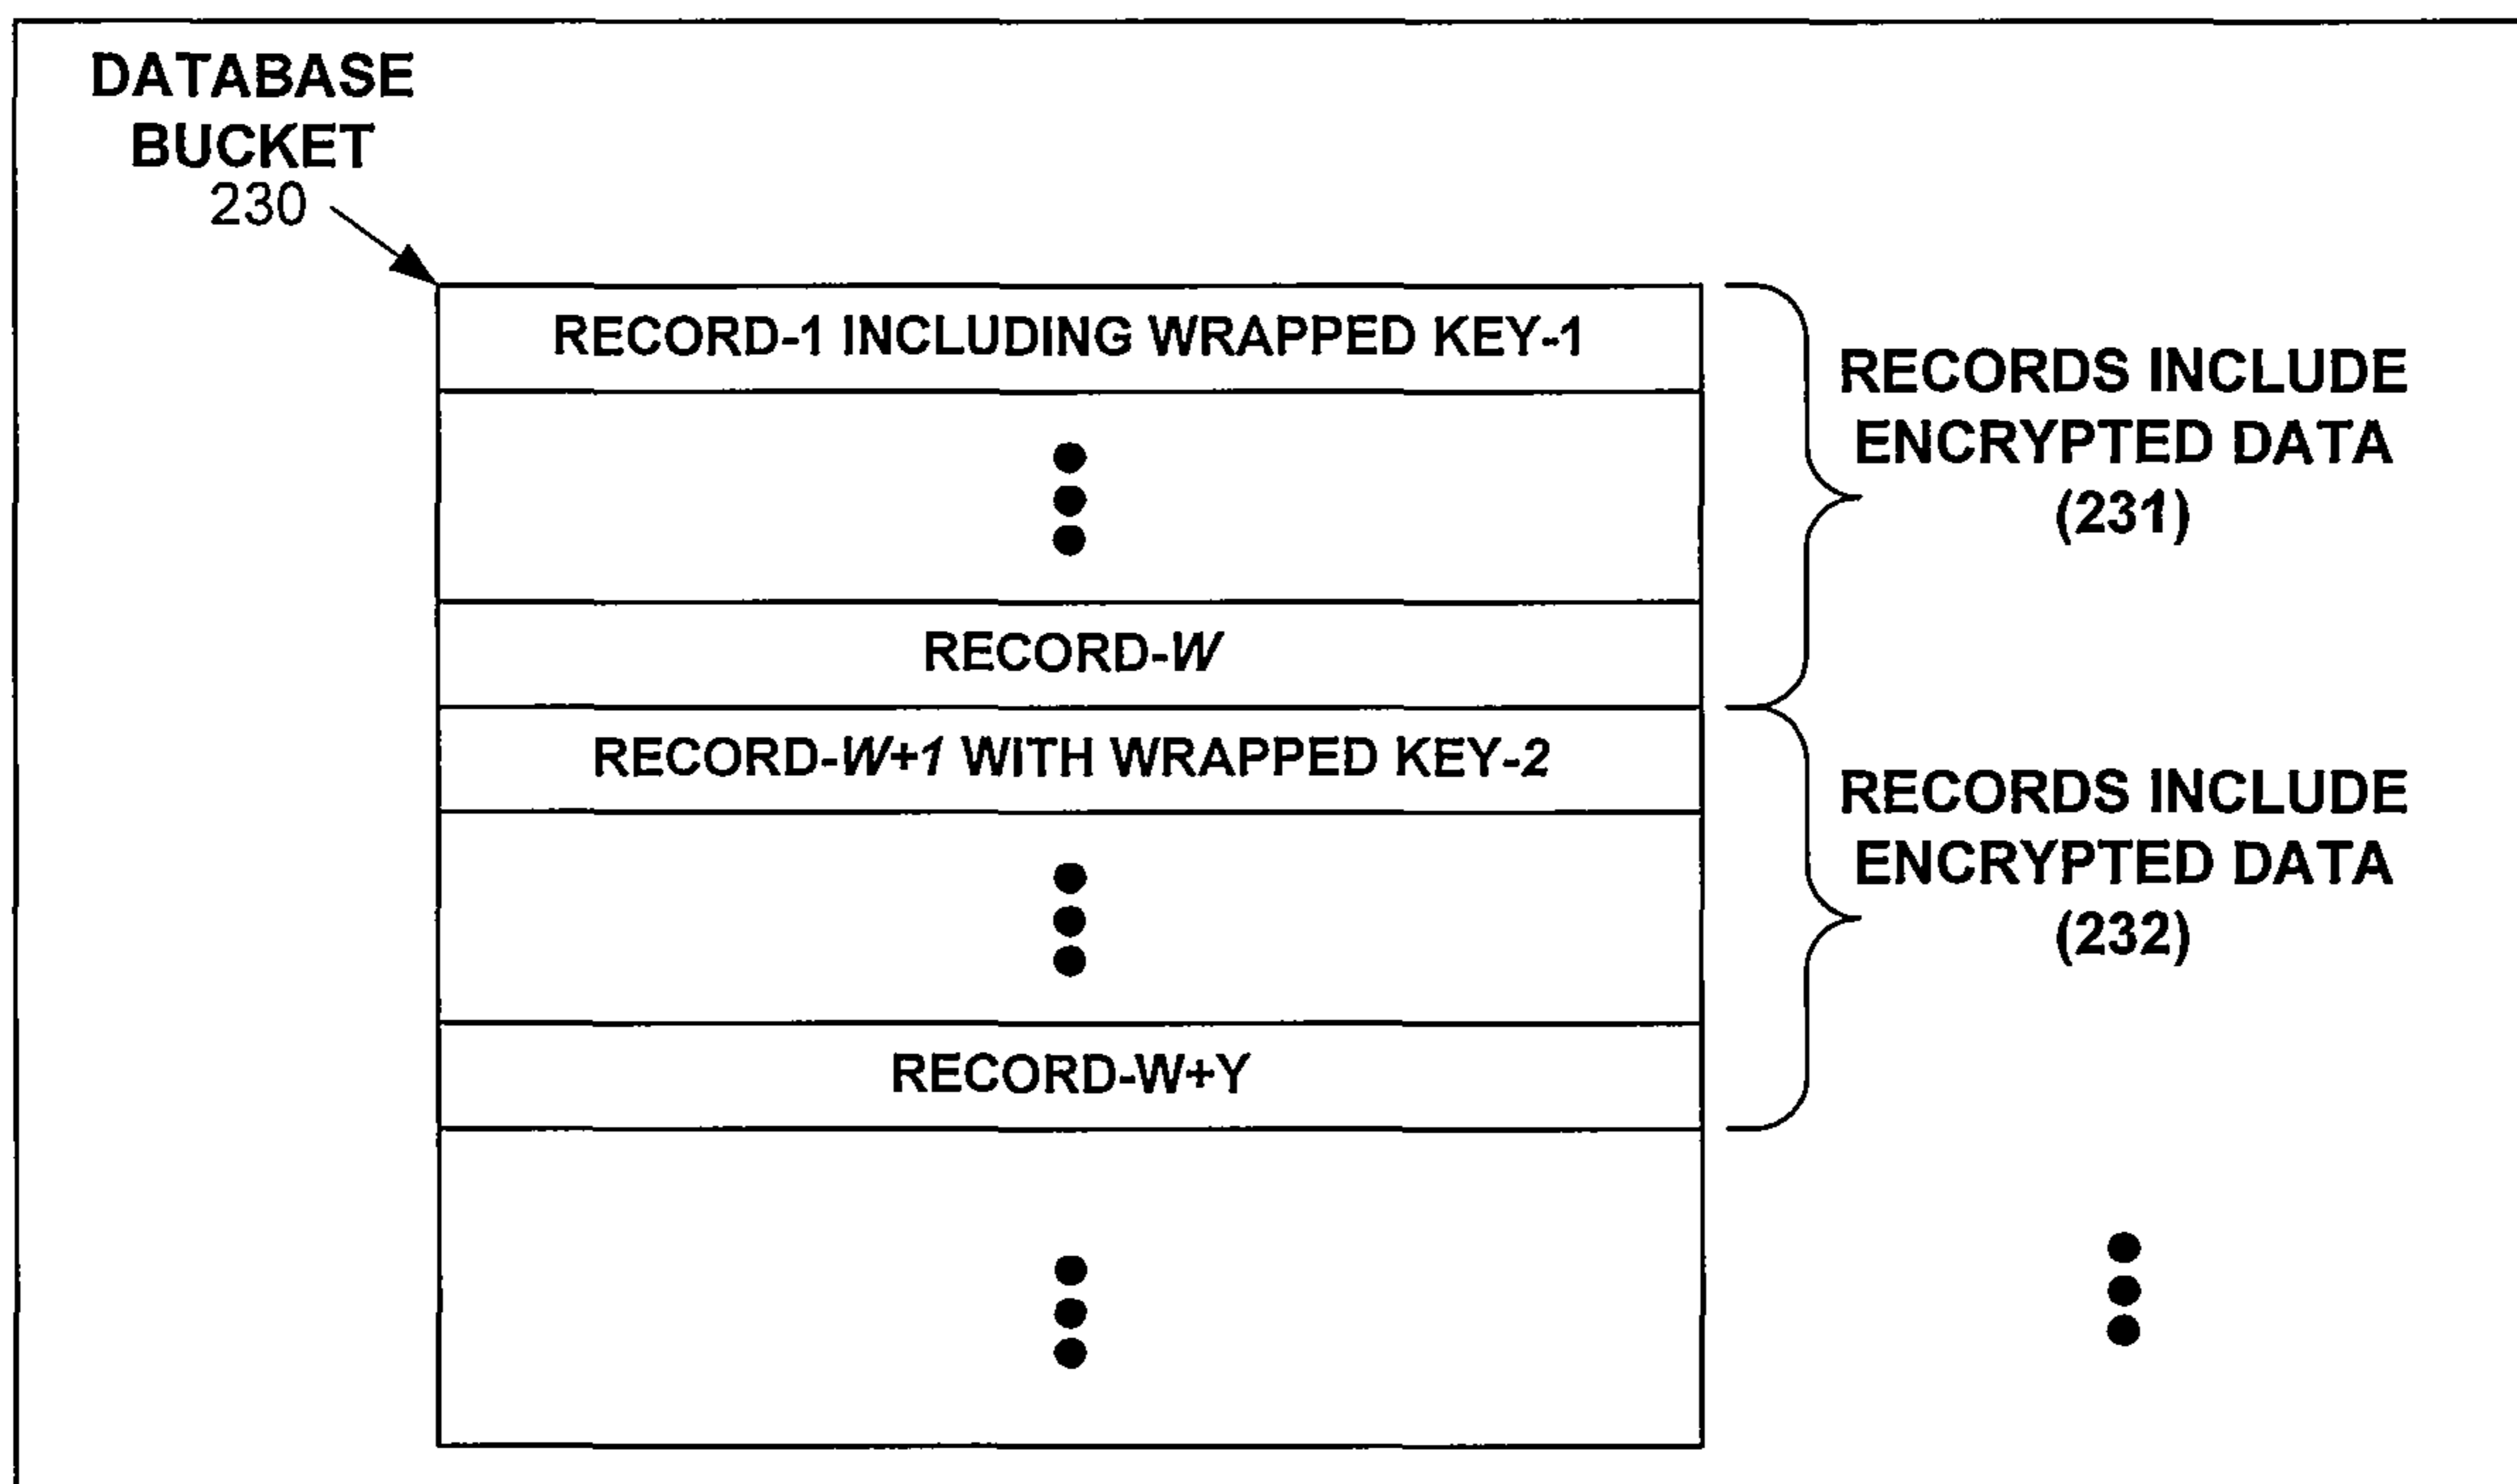 DATABASE
BUCKET
230
RECORD-1 INCLUDING WRAPPED KEY-1
RECORDS INCLUDE
ENCRYPTED DATA
(231)
RECORD-W
RECORD-W+1 WITH WRAPPED KEY-2
RECORDS INCLUDE
ENCRYPTED DATA
(232)
RECORD-W+Y